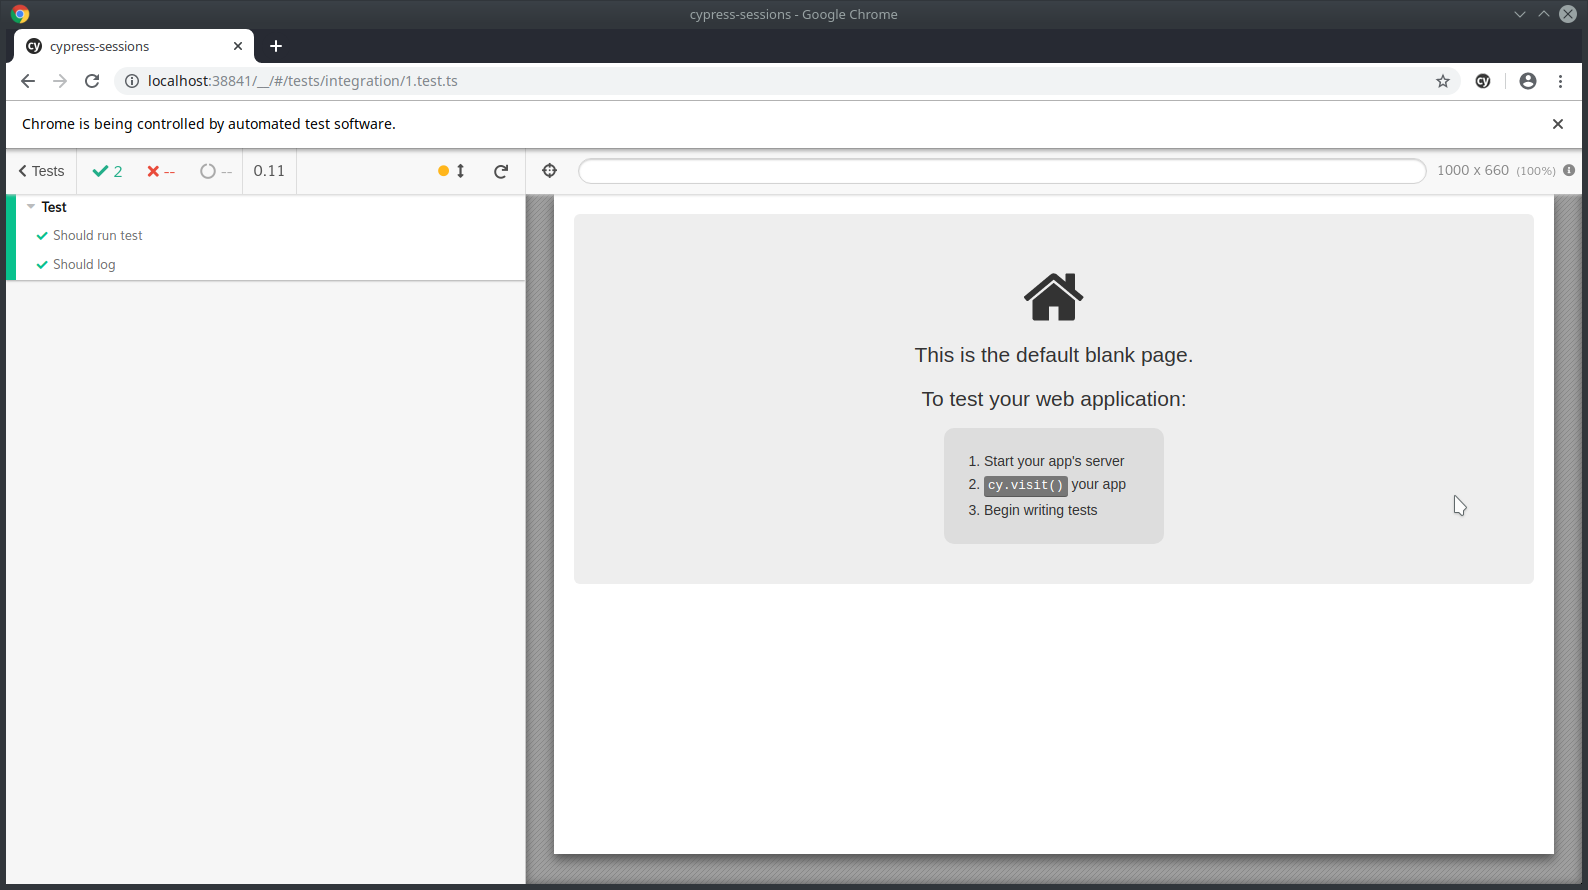 cypress-sessions - Google Chrome
cy cypress-sessions
localhost:38841/__/#/tests/integration/1.test.ts
cy
Chrome is being controlled by automated test software.
Tests 2 -- -- 0.11
1000 x 660 (100%)
Test
Should run test
Should log
This is the default blank page.
To test your web application:
1. Start your app's server
2. cy.visit() your app
3. Begin writing tests